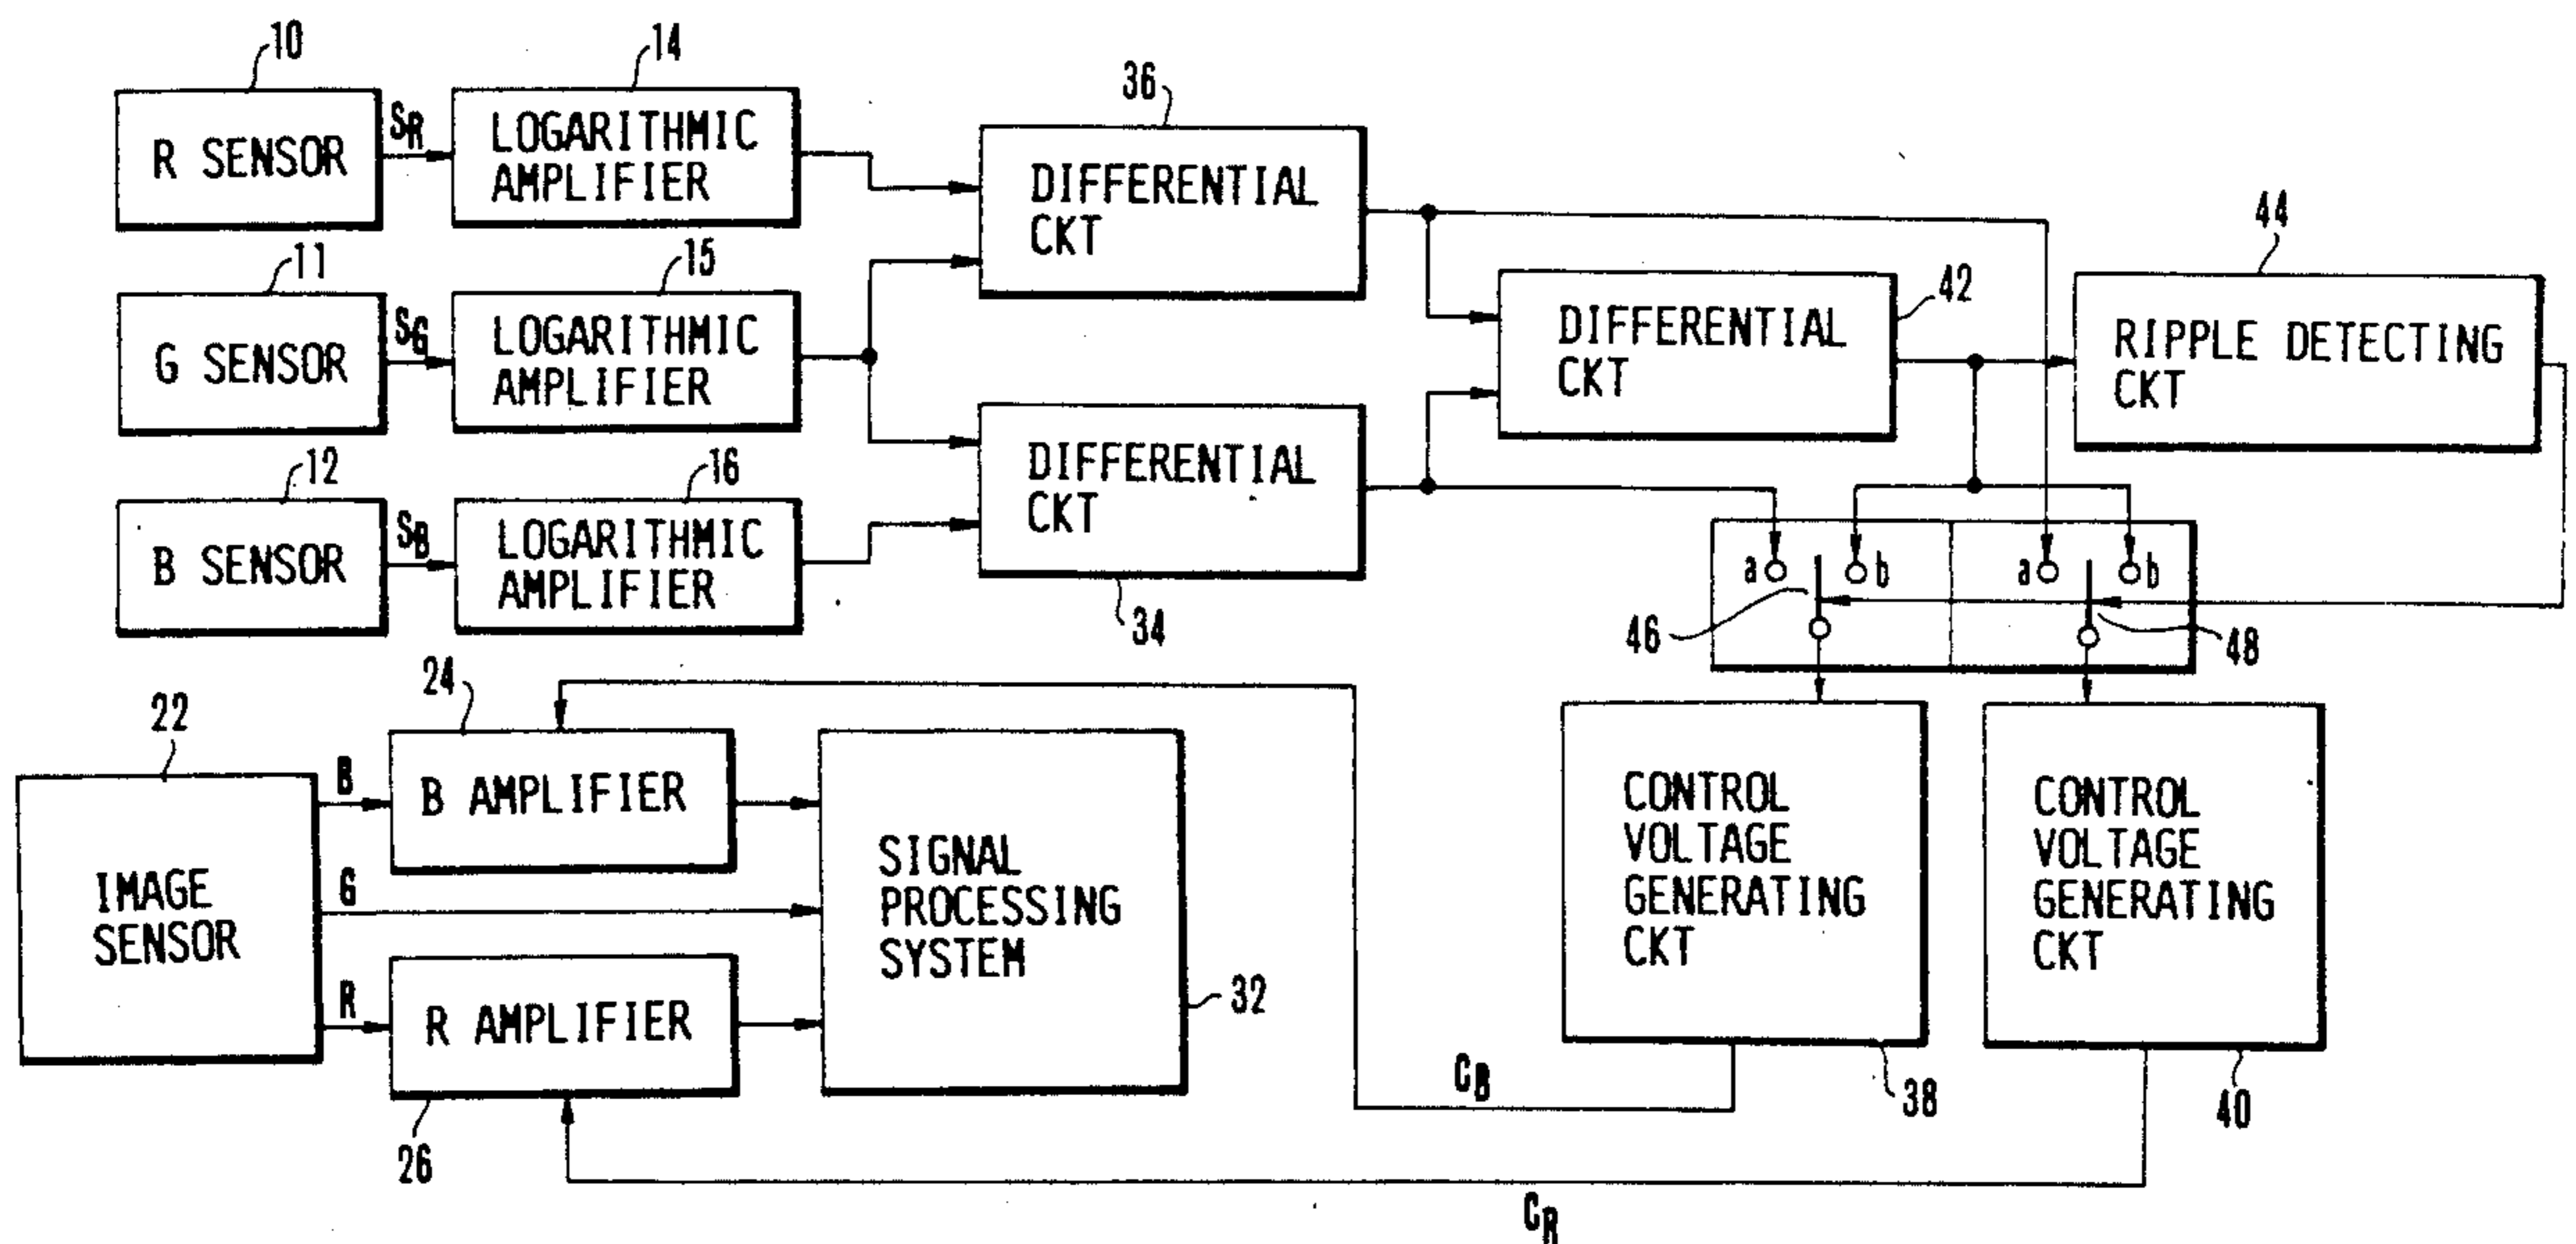 10
R SENSOR
SR
14
LOGARITHMIC
AMPLIFIER
36
DIFFERENTIAL
CKT
11
G SENSOR
SG
15
LOGARITHMIC
AMPLIFIER
42
DIFFERENTIAL
CKT
44
RIPPLE DETECTING
CKT
12
B SENSOR
SB
16
LOGARITHMIC
AMPLIFIER
DIFFERENTIAL
CKT
34
a
b
a
b
46
48
22
IMAGE
SENSOR
B
G
R
24
B AMPLIFIER
R AMPLIFIER
26
SIGNAL
PROCESSING
SYSTEM
32
CONTROL
VOLTAGE
GENERATING
CKT
38
CONTROL
VOLTAGE
GENERATING
CKT
40
CB
CR